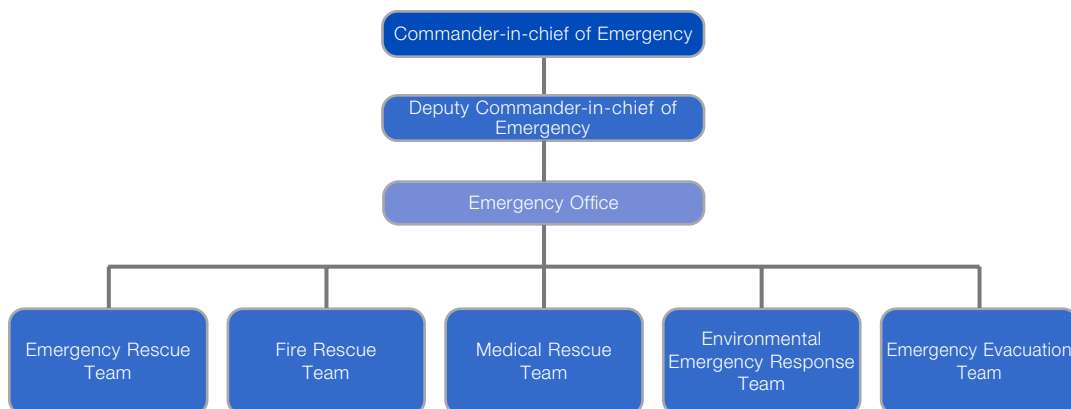 Commander-in-chief of Emergency
Deputy Commander-in-chief of
Emergency
Emergency Office
Emergency Rescue
Team
Fire Rescue
Team
Medical Rescue
Team
Environmental
Emergency Response
Team
Emergency Evacuation
Team